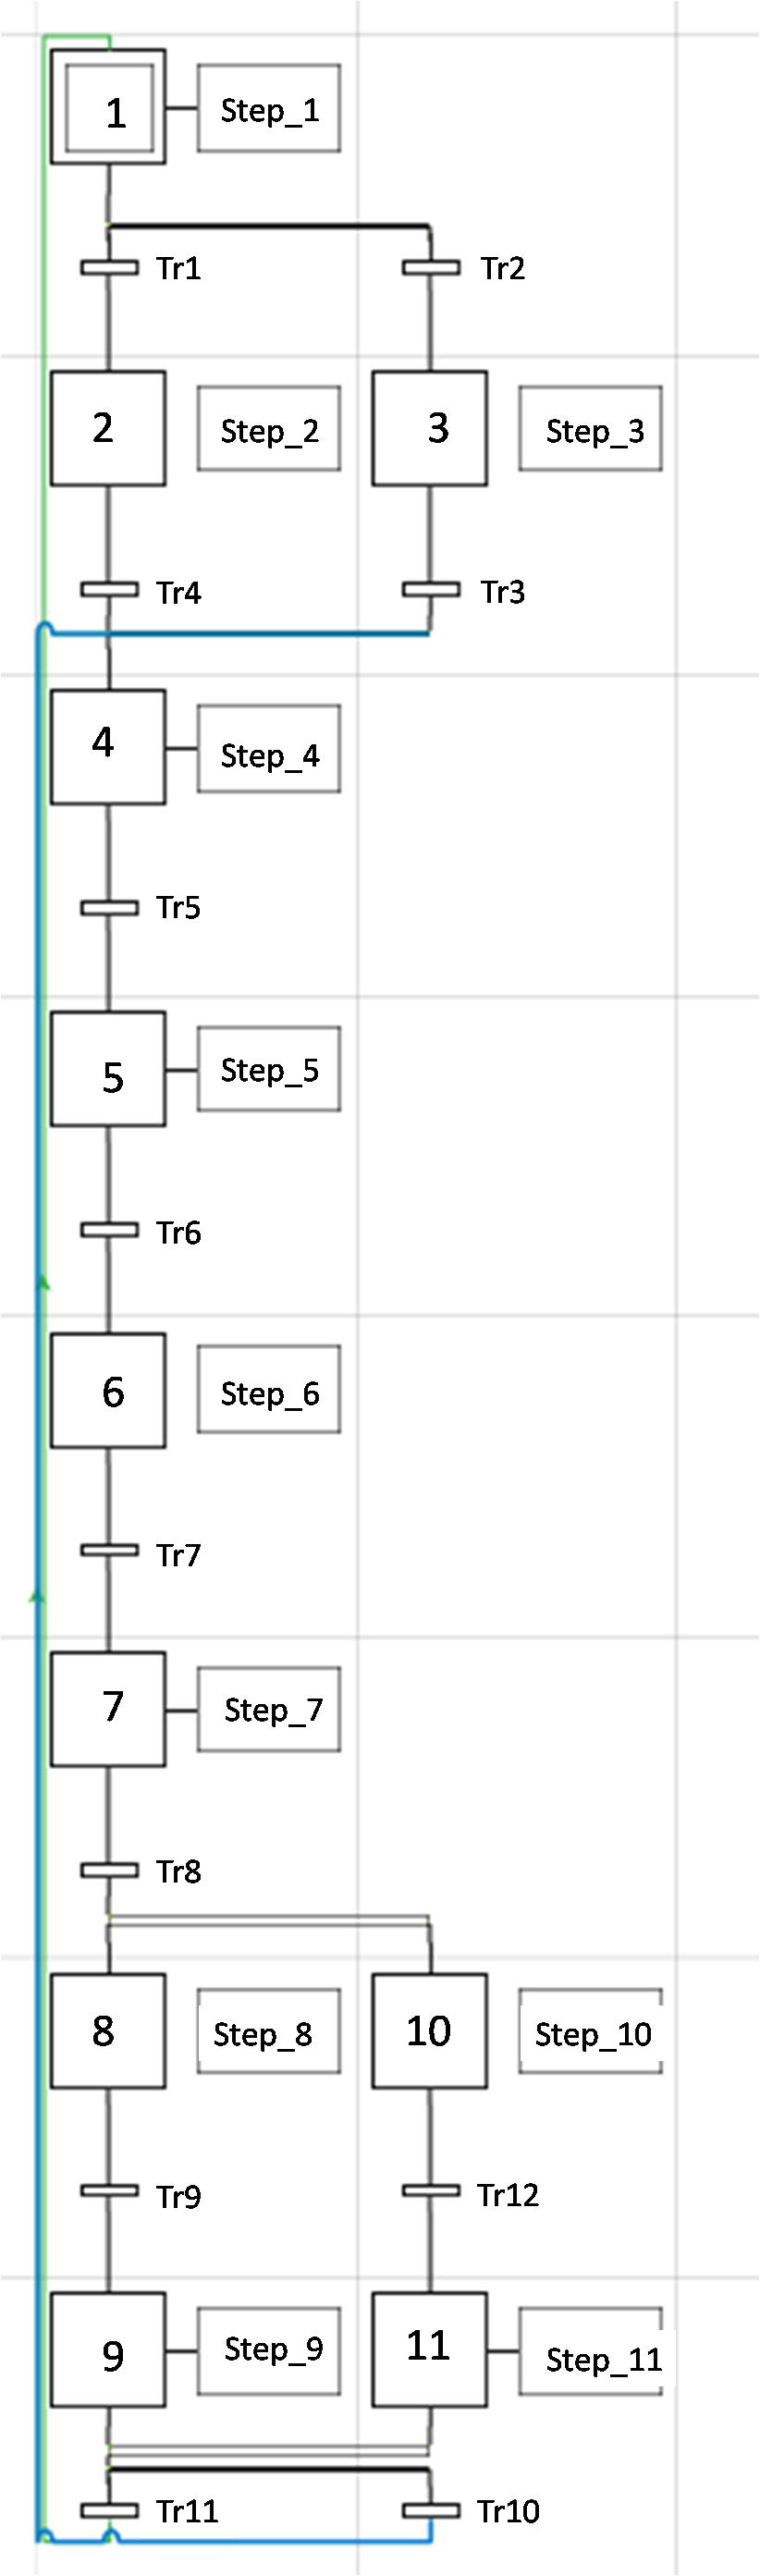 1 Step_1
Tr1 Tr2
2 Step_2 3 Step_3
Tr4 Tr3
4 Step_4
Tr5
5 Step_5
Tr6
6 Step_6
Tr7
7 Step_7
Tr8
8 Step_8 10 Step_10
Tr9 Tr12
9 Step_9 11 Step_11
Tr11 Tr10